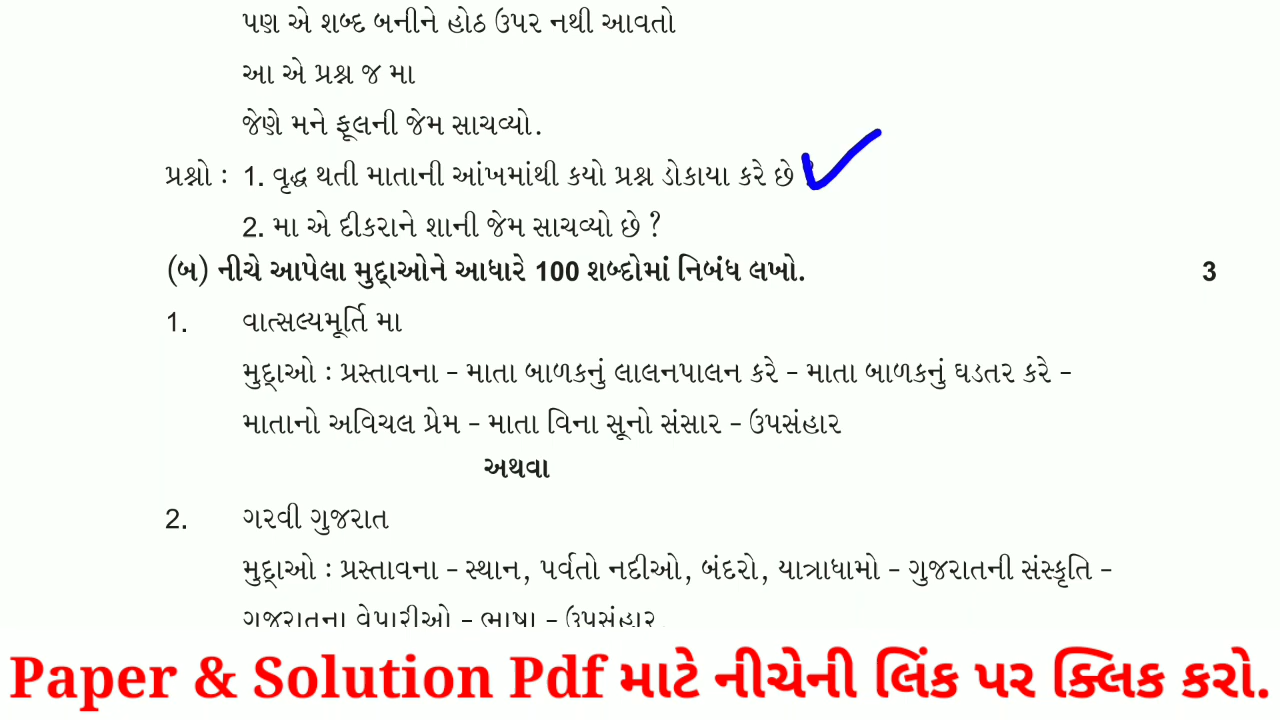 પણ એ શબ્દ બનીને હોઠ ઉપર નથી આવતો
આ એ પ્રશ્ન જ મા
જેણે મને ફૂલની જેમ સાચવ્યો.
પ્રશ્નો : 1. વૃદ્ધ થતી માતાની આંખમાંથી કયો પ્રશ્ન ડોકાયા કરે છે
2. મા એ દીકરાને શાની જેમ સાચવ્યો છે ?
(બ) નીચે આપેલા મુદ્દાઓને આધારે 100 શબ્દોમાં નિબંધ લખો. 3
1. વાત્સલ્યમૂર્તિ મા
મુદ્દાઓ : પ્રસ્તાવના - માતા બાળકનું લાલનપાલન કરે - માતા બાળકનું ઘડતર કરે -
માતાનો અવિચલ પ્રેમ - માતા વિના સૂનો સંસાર - ઉપસંહાર
અથવા
2. ગરવી ગુજરાત
મુદ્દાઓ : પ્રસ્તાવના - સ્થાન, પર્વતો નદીઓ, બંદરો, યાત્રાધામો - ગુજરાતની સંસ્કૃતિ -
ગુજરાતના વેપારીઓ - ભાષા - ઉપસંહાર.
Paper & Solution Pdf માટે નીચેની લિંક પર ક્લિક કરો.